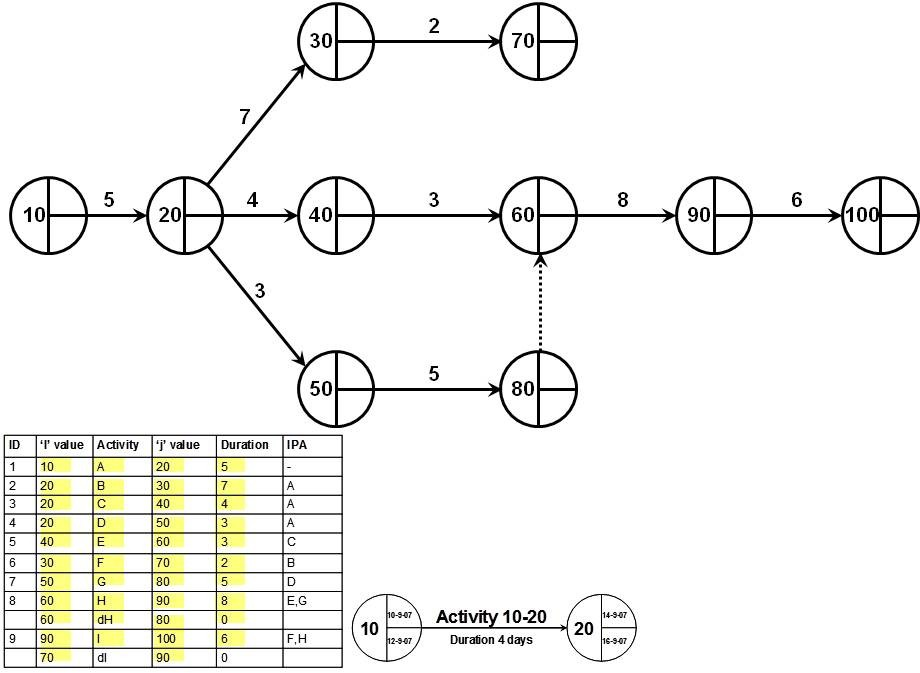 30 2 70
7
10 5 20 4 40 3 60 8 90 6 100
3
50 5 80
ID ‘I’ value Activity ‘j’ value Duration IPA
1 10 A 20 5 -
2 20 B 30 7 A
3 20 C 40 4 A
4 20 D 50 3 A
5 40 E 60 3 C
6 30 F 70 2 B
7 50 G 80 5 D
8 60 H 90 8 E,G
60 dH 80 0
9 90 I 100 6 F,H
70 dI 90 0
10 10-9-07 12-9-07
Activity 10-20
Duration 4 days
20 14-9-07 16-9-07